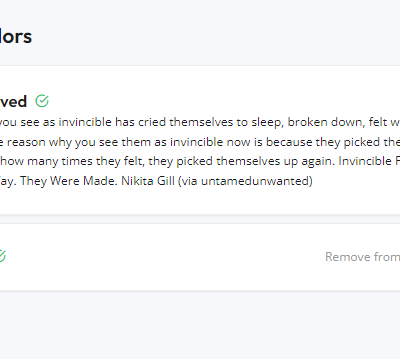 lors
ved
you see as invincible has cried themselves to sleep, broken down, felt
reason why you see them as invincible now is because they picked
how many times they felt, they picked themselves up again. Invincible
They Were Made. Nikita Gill (via untamedunwanted)
Remove from